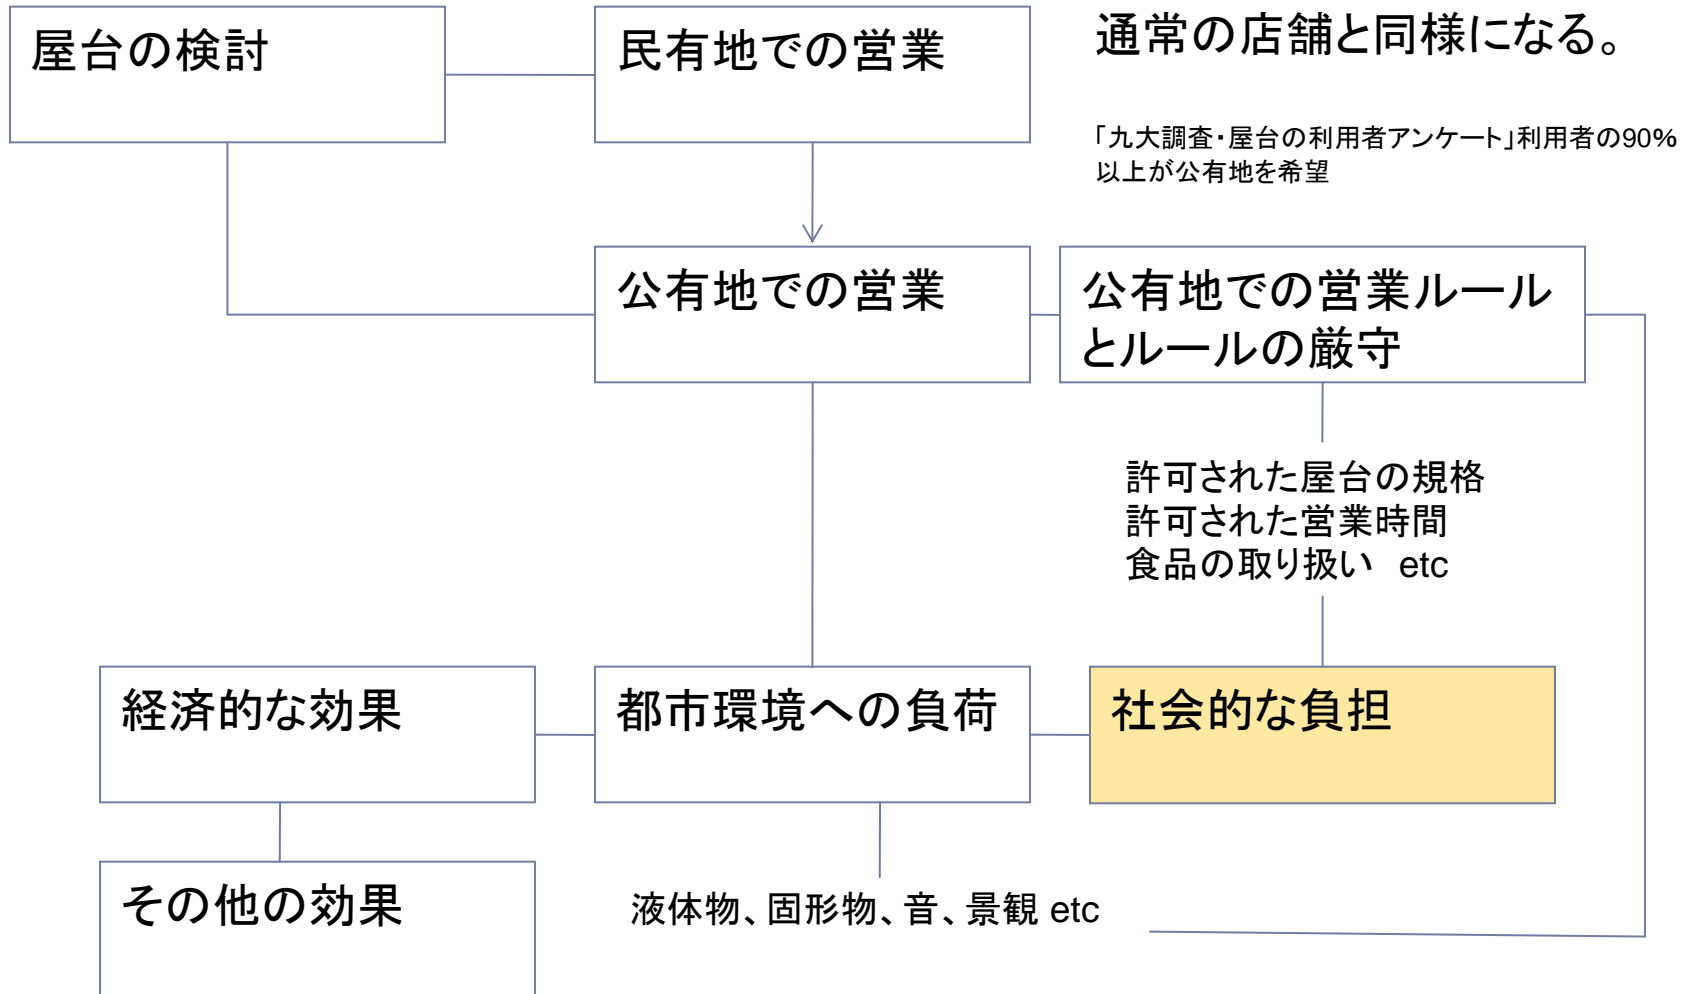 屋台の検討
民有地での営業
通常の店舗と同様になる。
「九大調査・屋台の利用者アンケート」利用者の90%
以上が公有地を希望
公有地での営業
公有地での営業ルール
とルールの厳守
許可された屋台の規格
許可された営業時間
食品の取り扱い etc
経済的な効果
都市環境への負荷
社会的な負担
その他の効果
液体物、固形物、音、景観 etc